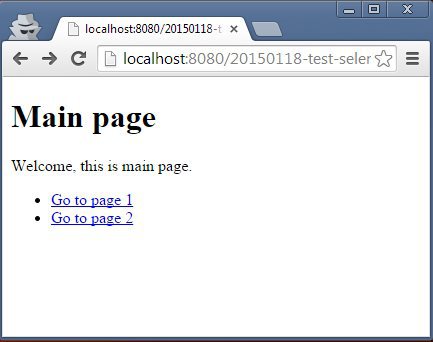 localhost:8080/20150118-t
localhost:8080/20150118-test-seler
Main page
Welcome, this is main page.
Go to page 1
Go to page 2